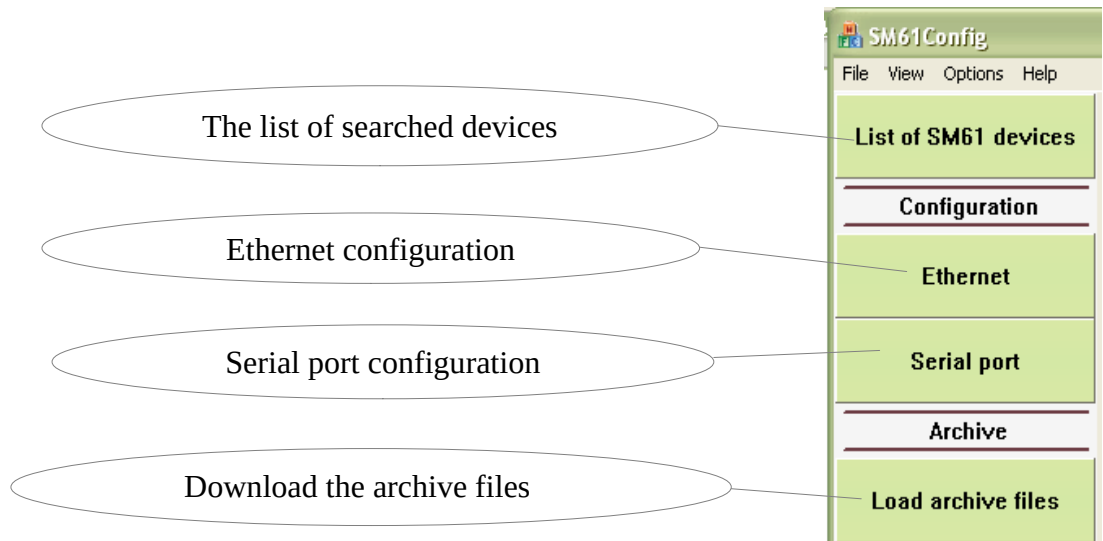 SM61Config
File View Options Help
The list of searched devices
List of SM61 devices
Configuration
Ethernet configuration
Ethernet
Serial port configuration
Serial port
Archive
Download the archive files
Load archive files